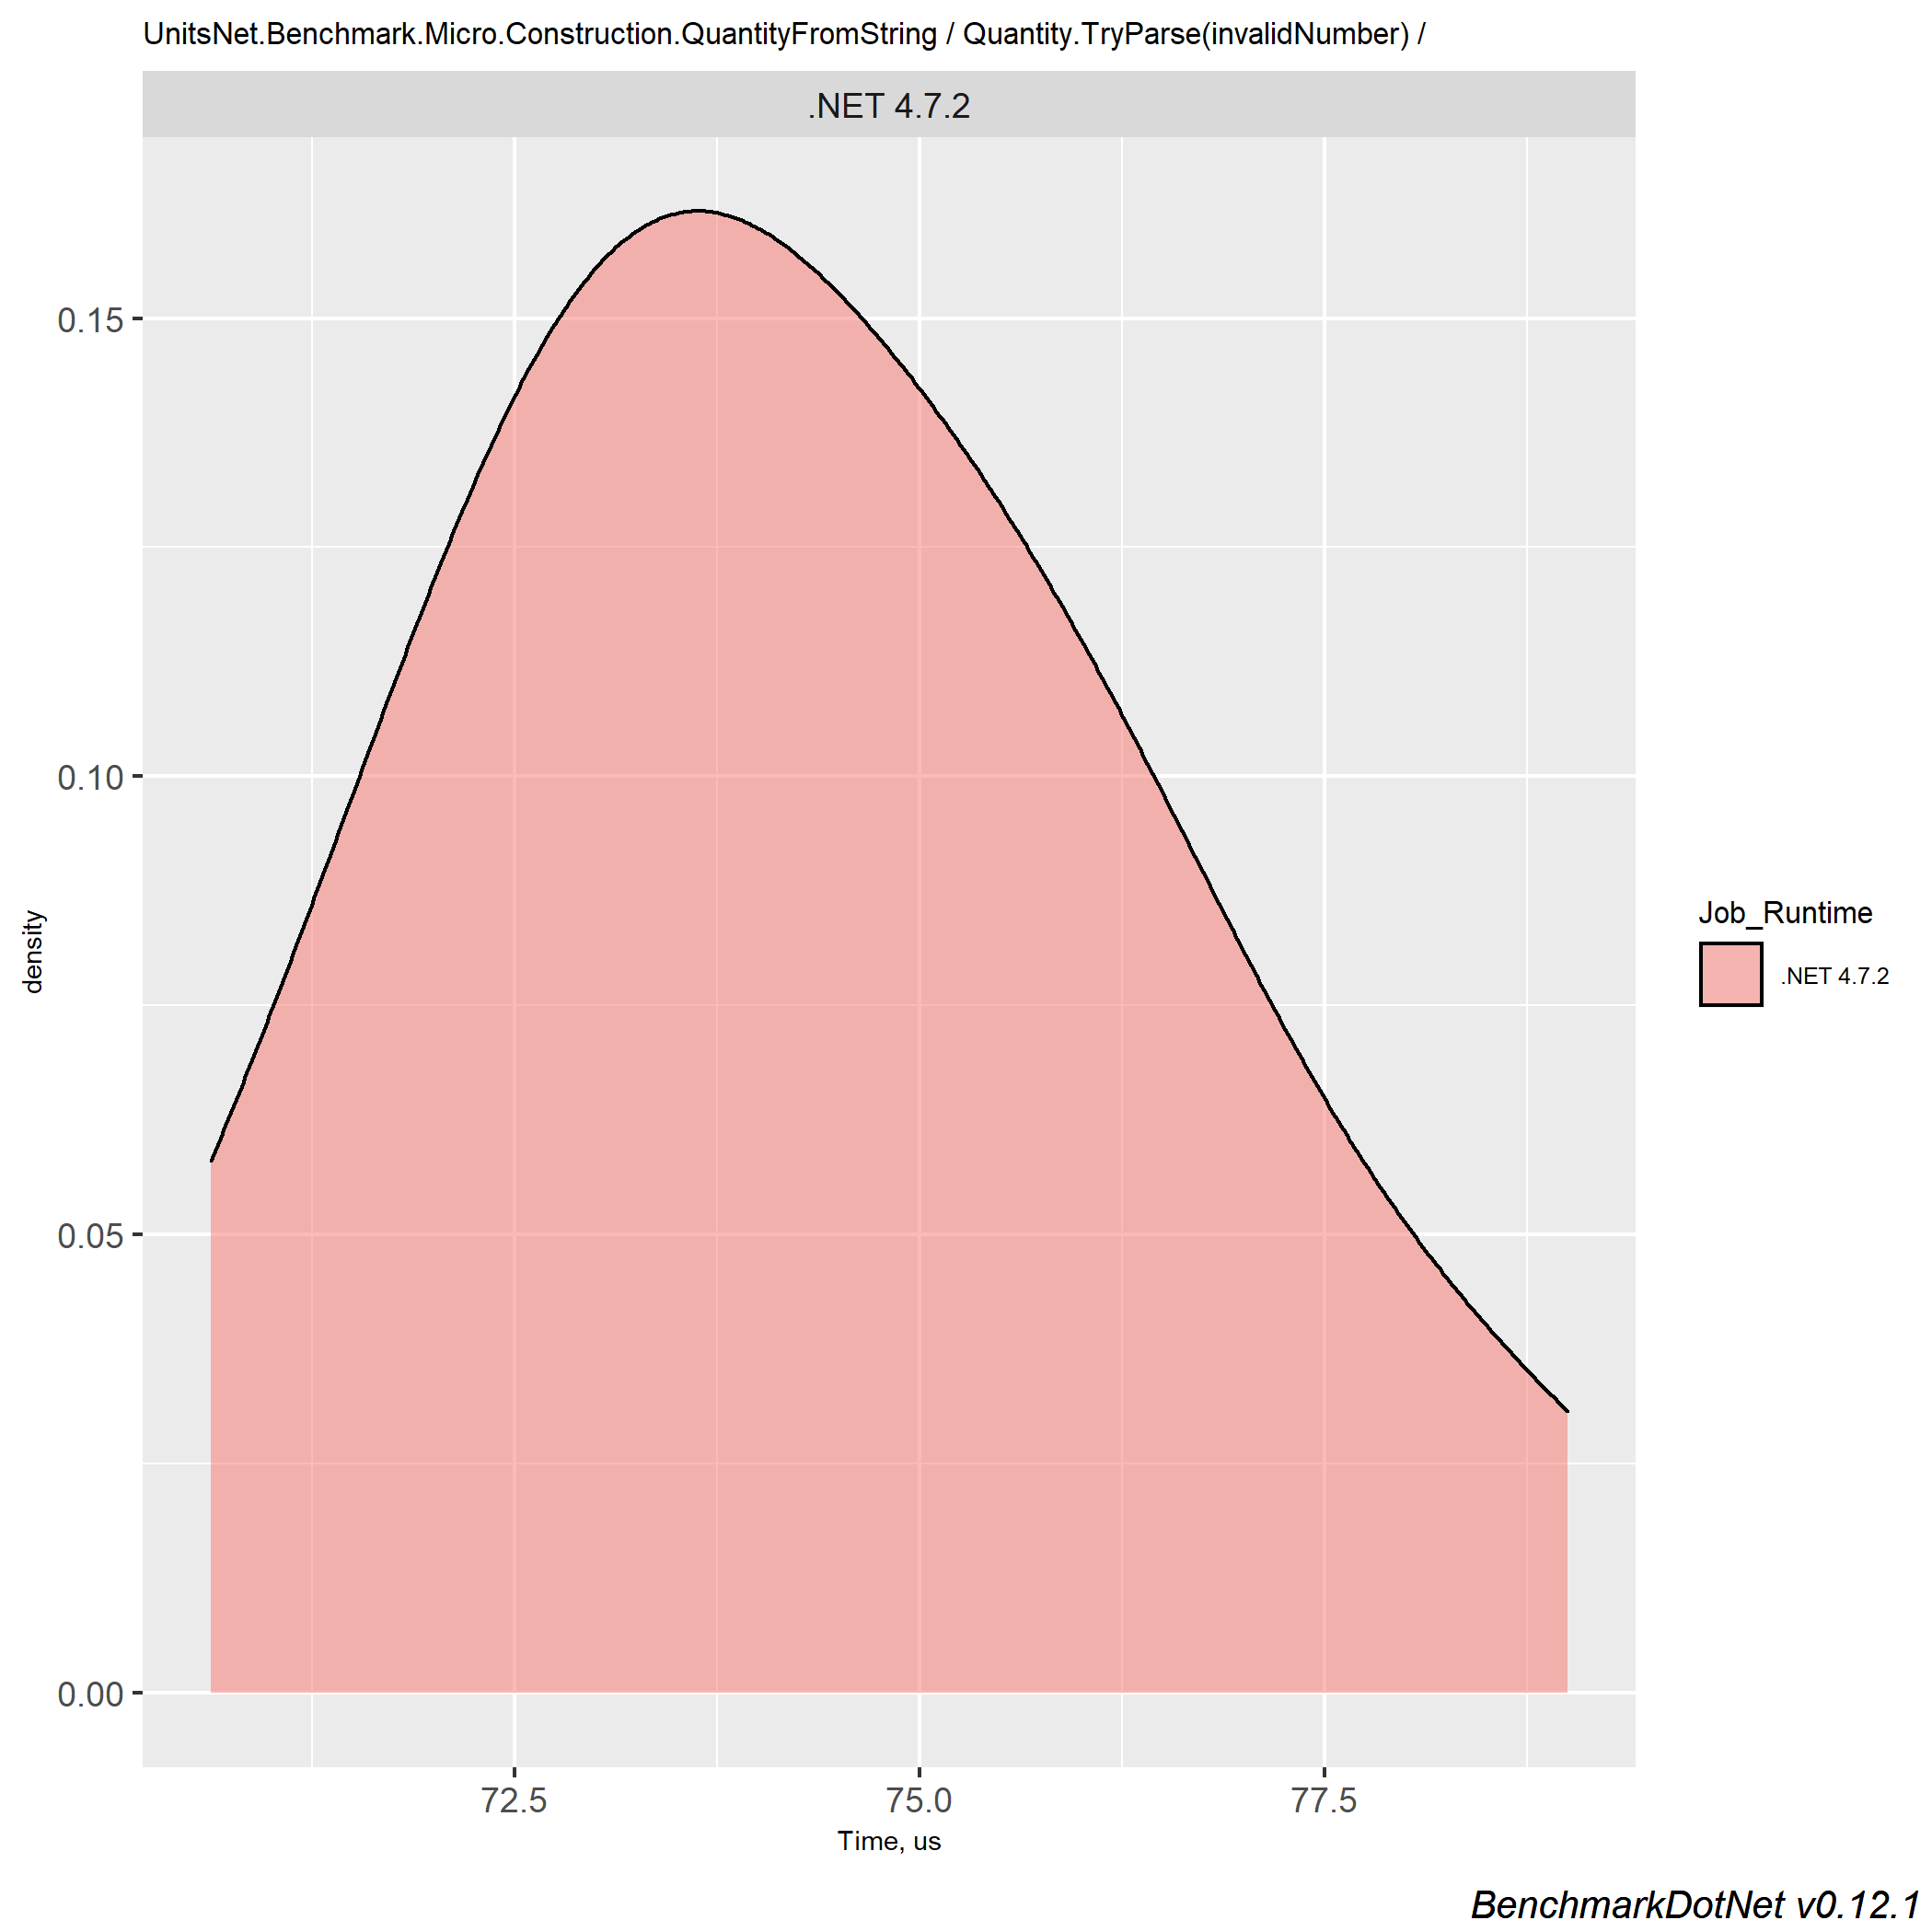 UnitsNet.Benchmark.Micro.Construction.QuantityFromString / Quantity.TryParse(invalidNumber) /
.NET 4.7.2
0.15
0.10
0.05
0.00
density
72.5 75.0 77.5
Time, us
Job_Runtime
.NET 4.7.2
BenchmarkDotNet v0.12.1